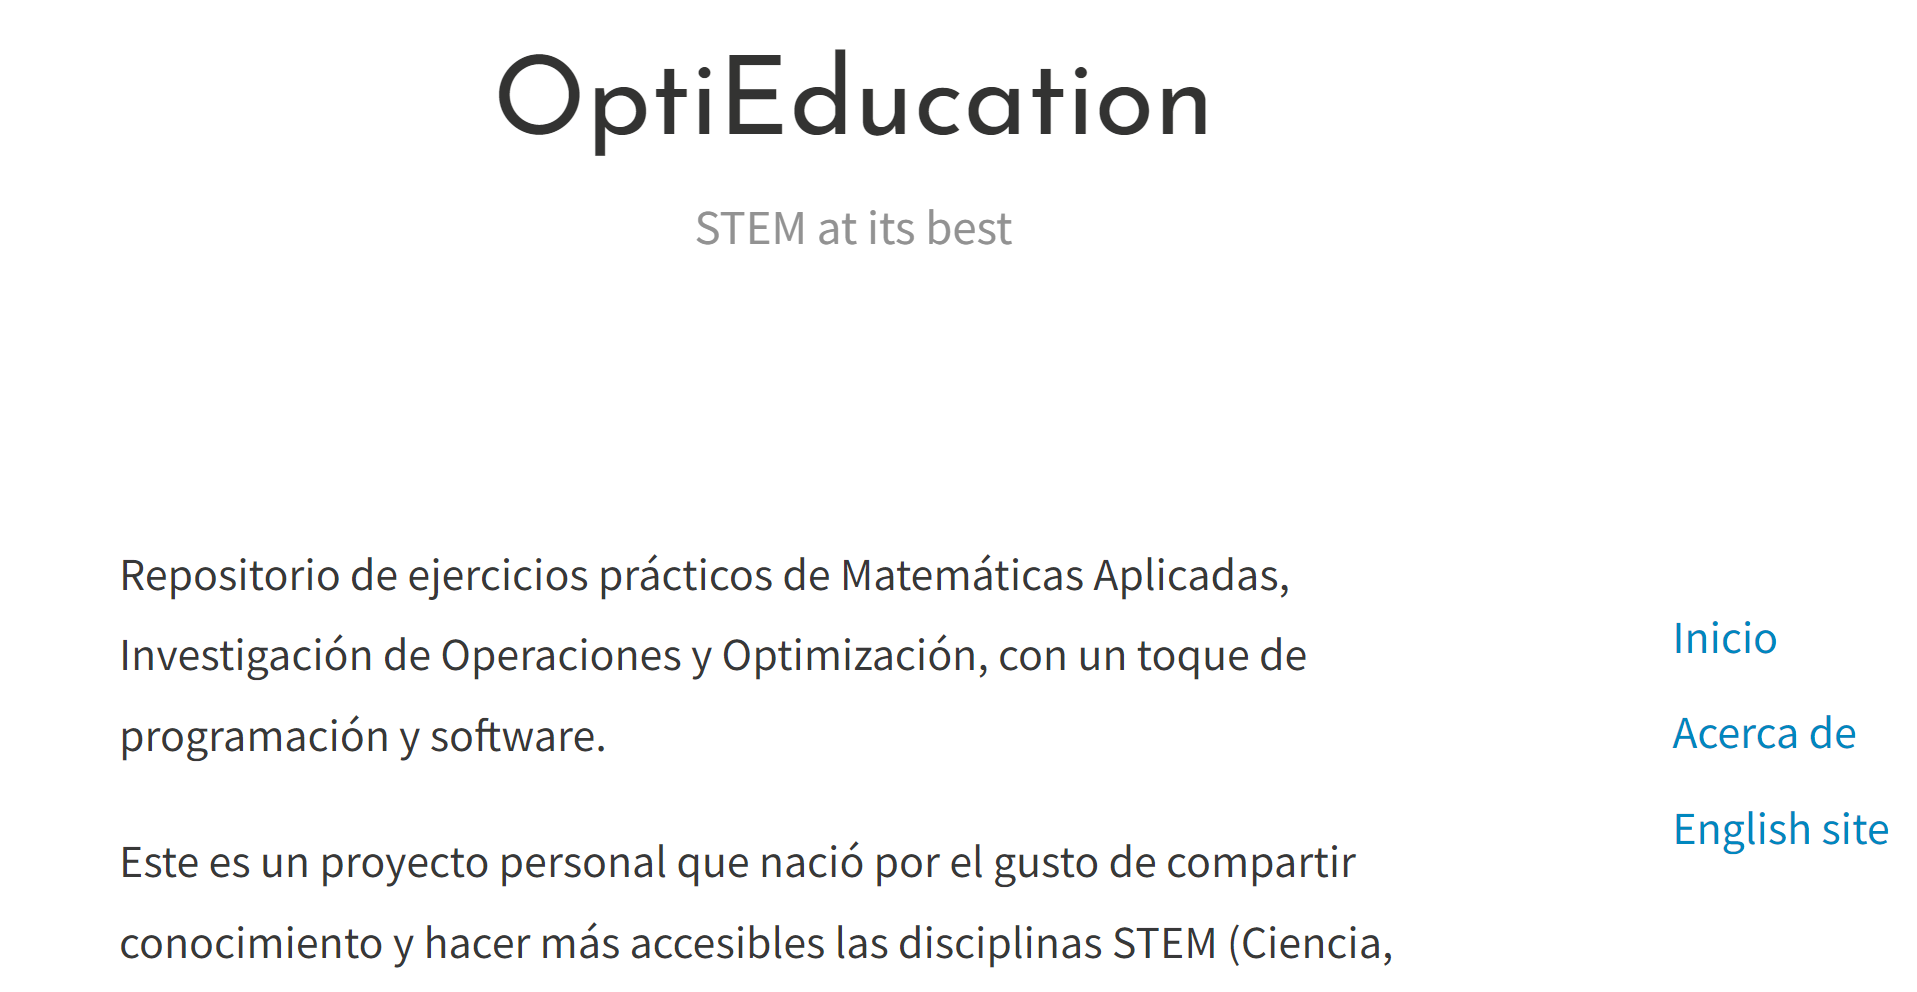 OptiEducation
STEM at its best
Repositorio de ejercicios prácticos de Matemáticas Aplicadas,
Investigación de Operaciones y Optimización, con un toque de
programación y software.
Este es un proyecto personal que nació por el gusto de compartir
conocimiento y hacer más accesibles las disciplinas STEM (Ciencia,
Inicio
Acerca de
English site